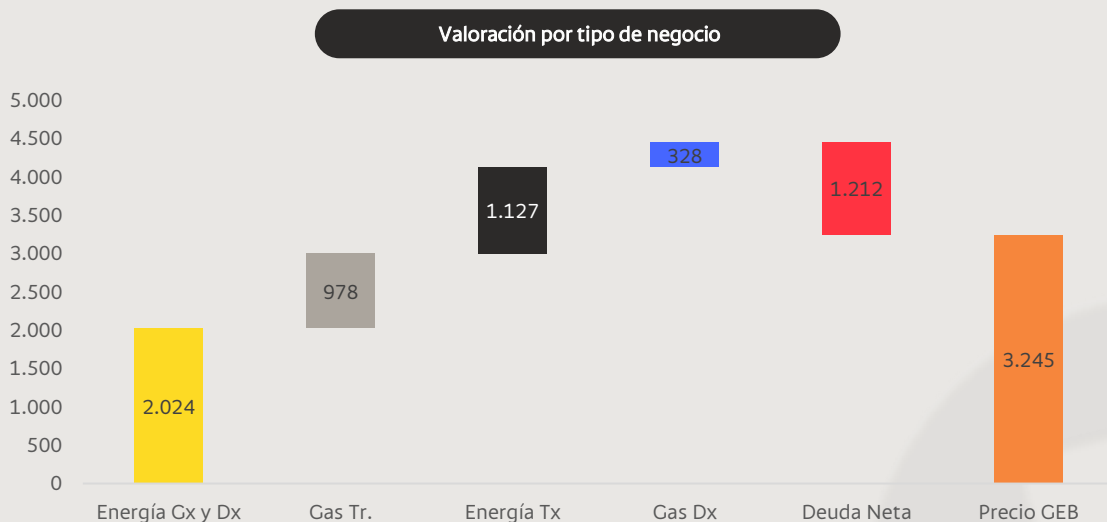 Valoración por tipo de negocio
5.000
4.500
4.000
3.500
3.000
2.500
2.000
1.500
1.000
500
0
2.024
978
1.127
328
1.212
3.245
Energía Gx y Dx
Gas Tr.
Energía Tx
Gas Dx
Deuda Neta
Precio GEB